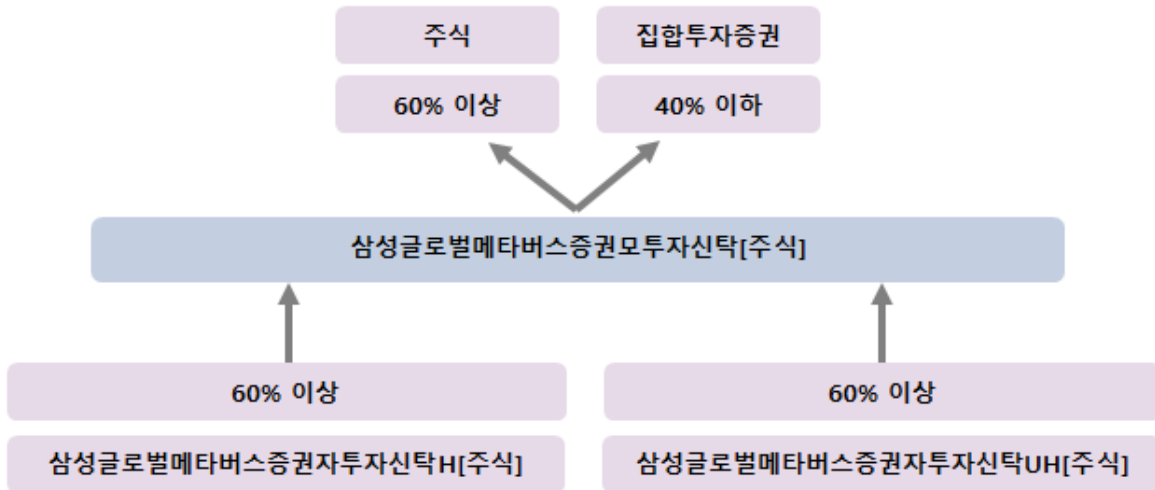 주식
집합투자증권
60% 이상
40% 이하
삼성글로벌메타버스증권모투자신탁[주식]
60% 이상
60% 이상
삼성글로벌메타버스증권자투자신탁H[주식]
삼성글로벌메타버스증권자투자신탁UH[주식]